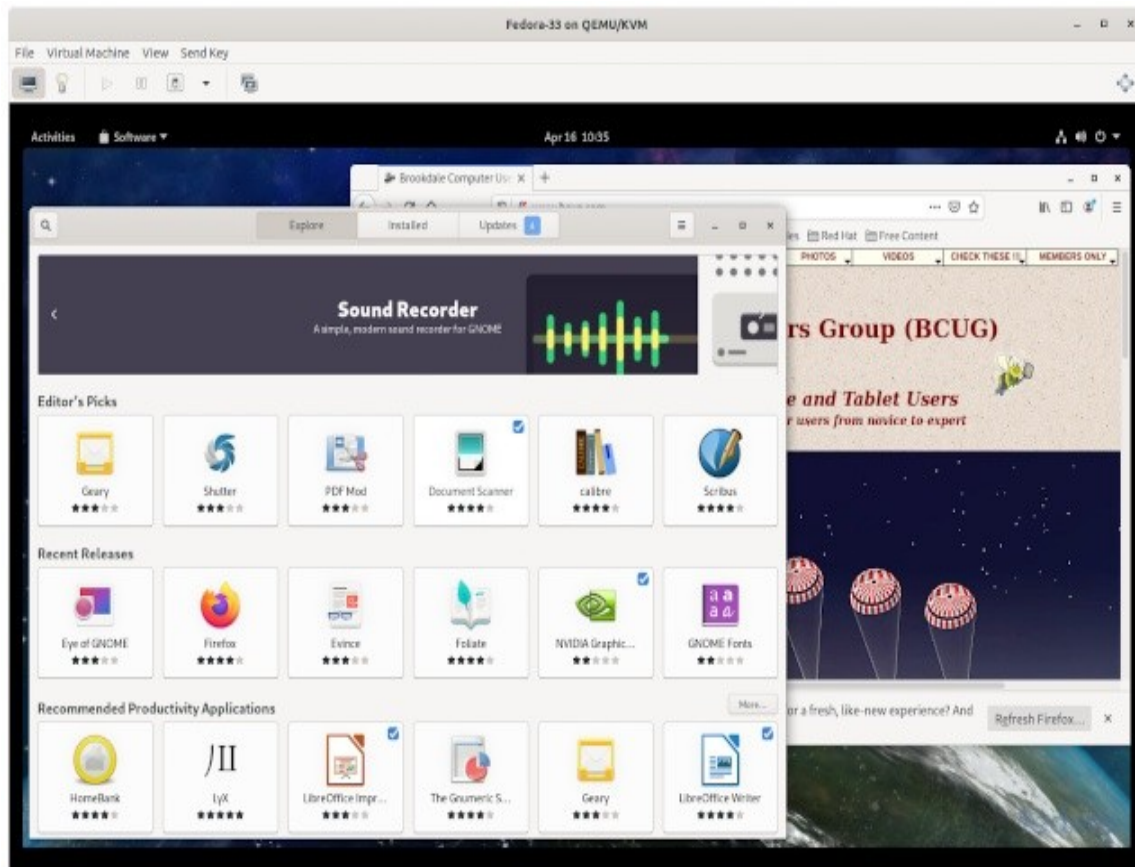 Fedora-33 on QEMU/KVM
File Virtual Machine View Send Key
Activities Software Apr 16 10:35
Brookdale Computer Us
Explore Installed Updates
Red Hat Free Content
PHOTOS VIDEOS CHECK THESE !!! MEMBERS ONLY
Sound Recorder
A simple, modern sound recorder for GNOME
rs Group (BCUG)
e and Tablet Users
r users from novice to expert
Editor's Picks
Geary Shutter PDF Mod Document Scanner calibre Scribus
Recent Releases
Eye of GNOME Firefox Evince Foliate NVIDIA Graphic... GNOME Fonts
Recommended Productivity Applications More...
or a fresh, like-new experience? And Refresh Firefox...
HomeBank LyX LibreOffice Impr... The Gnumeric S... Geary LibreOffice Writer